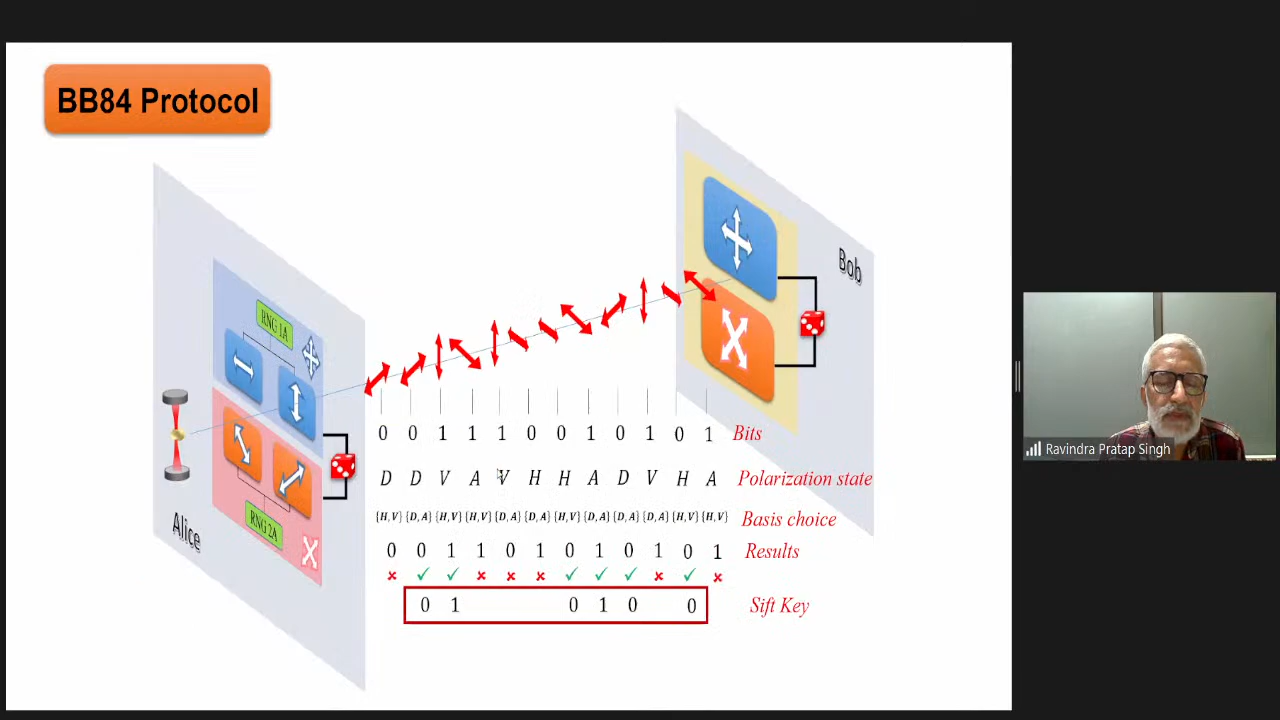 BB84 Protocol
Bob
RNG 1A
RNG 2A
Alice
0 0 1 1 1 0 0 1 0 1 0 1 Bits
D D V A V H H A D V H A Polarization state
{H,V} {D,A} {H,V} {H,V} {D,A} {D,A} {H,V} {D,A} {D,A} {D,A} {H,V} {H,V} Basis choice
0 0 1 1 0 1 0 1 0 1 0 1 Results
× ✓ ✓ × × × ✓ ✓ ✓ × ✓ ×
0 1 0 1 0 0 Sift Key
Ravindra Pratap Singh